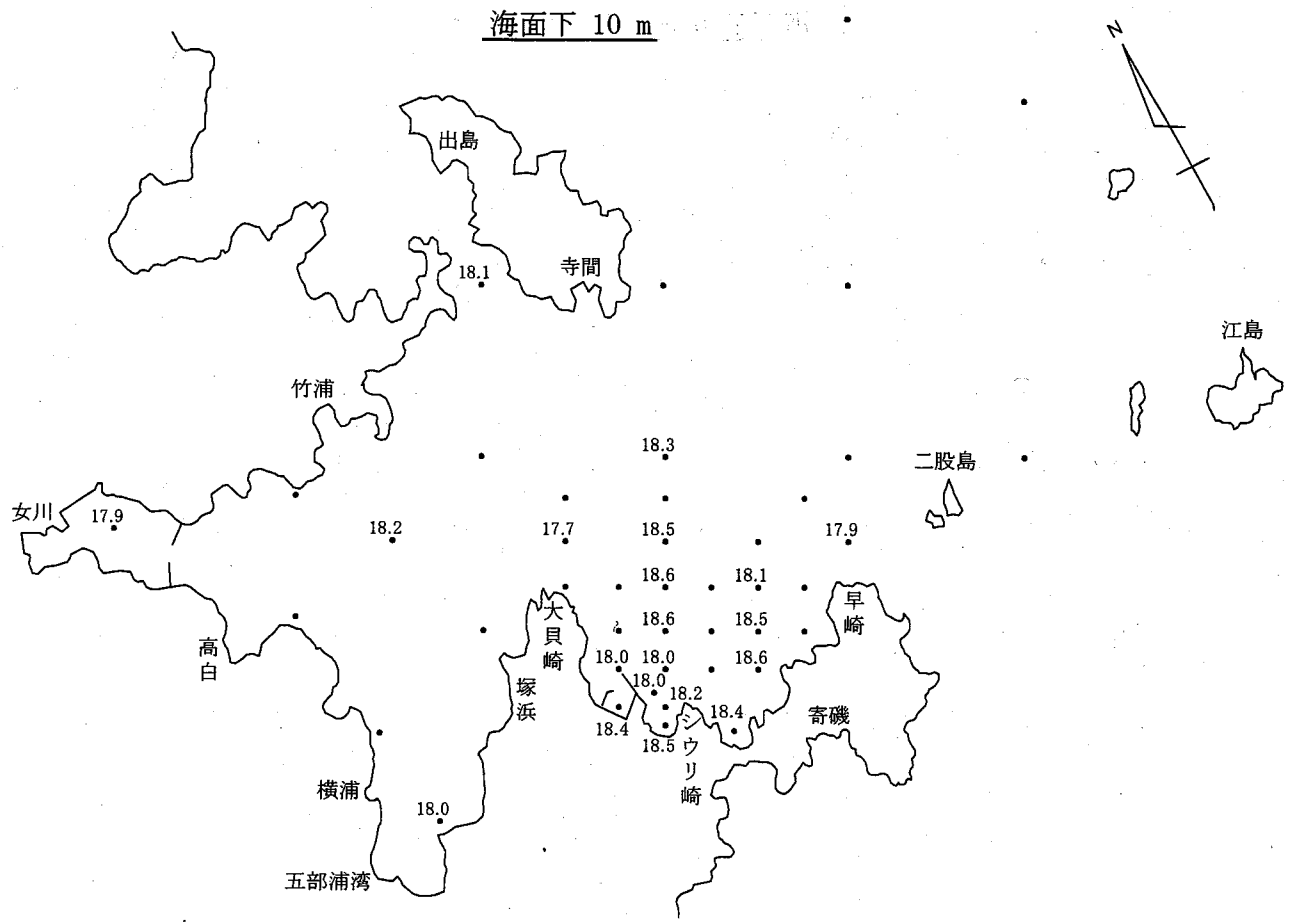 海面下 10 m
N
出島
18.1
寺間
江島
竹浦
18.3
二股島
女川
17.9
18.2
17.7
18.5
17.9
18.6
18.1
大貝崎
早崎
18.6
18.5
高白
18.0
18.0
18.6
塚浜
18.0
18.2
18.4
18.4
寄磯
18.5
シウリ崎
横浦
18.0
五部浦湾